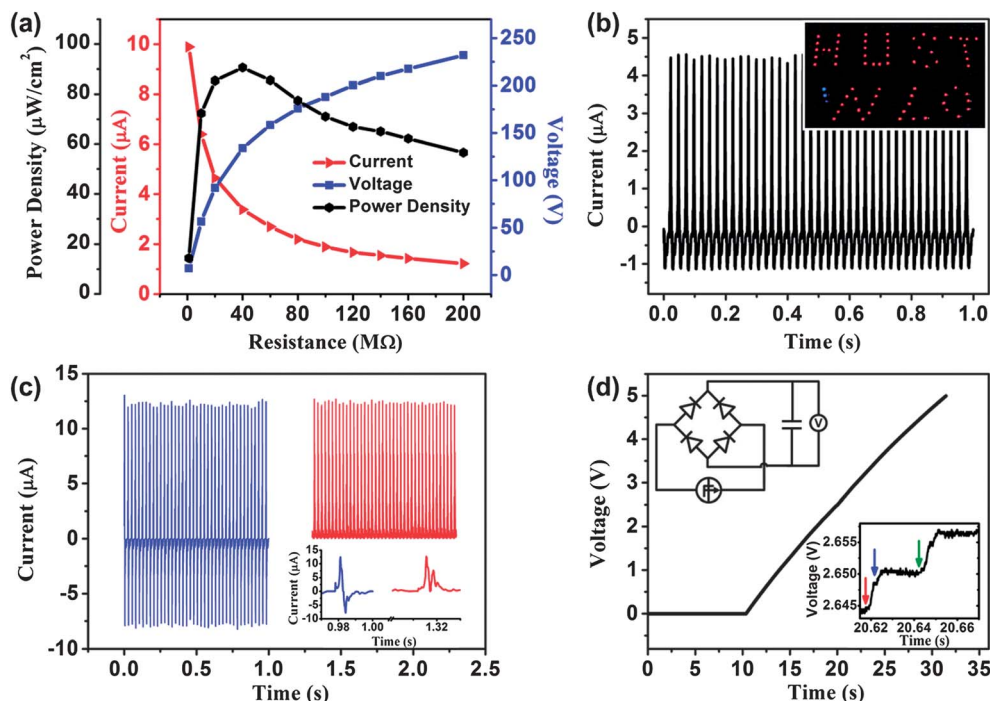 (a)
Power Density (μW/cm²)
100
80
60
40
20
0
Current (μA)
10
8
6
4
2
0
Current
Voltage
Power Density
250
200
150
100
50
0
Voltage (V)
0 40 80 120 160 200
Resistance (MΩ)
(b)
Current (μA)
5
4
3
2
1
0
-1
HUST
0.0 0.2 0.4 0.6 0.8 1.0
Time (s)
(c)
Current (μA)
15
10
5
0
-5
-10
Current (μA)
15
10
5
0
-5
-10
0.98 1.00 1.32
Time (s)
0.0 0.5 1.0 1.5 2.0 2.5
Time (s)
(d)
Voltage (V)
6
5
4
3
2
1
0
-1
V
Voltage (V)
2.655
2.650
2.645
20.62 20.64 20.66
Time (s)
0 5 10 15 20 25 30 35
Time (s)